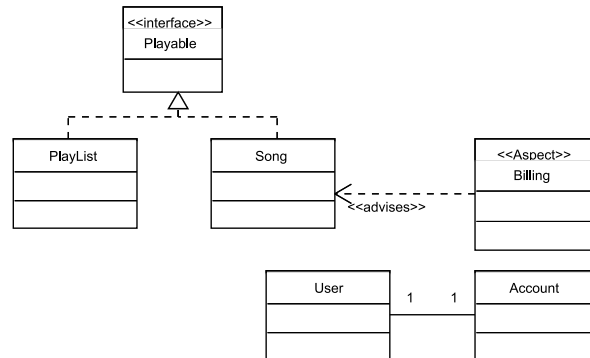 <<interface>>
Playable
PlayList
Song
<<Aspect>>
Billing
<<advises>>
User
1
1
Account